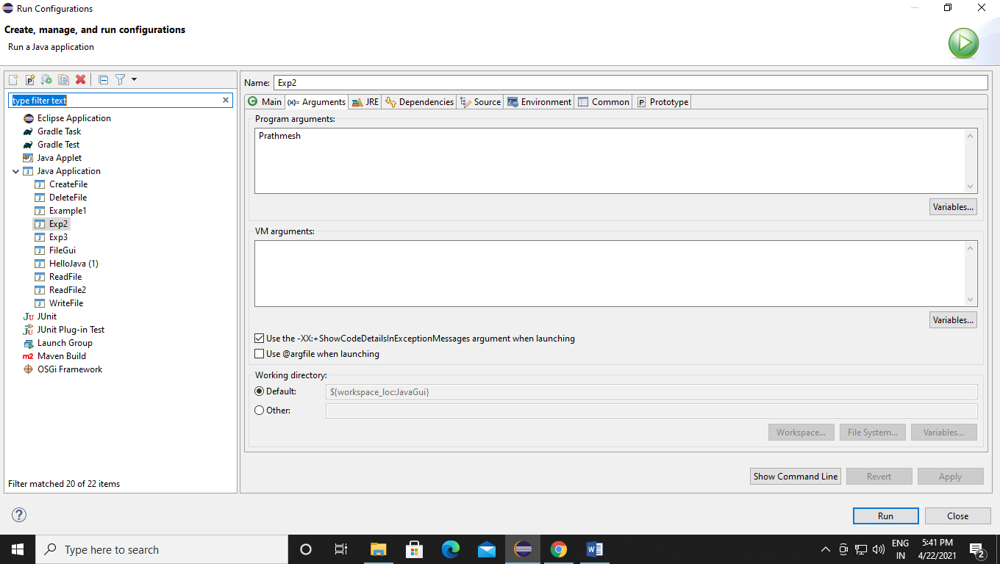 Run Configurations
Create, manage, and run configurations
Run a Java application
type filter text
Eclipse Application
Gradle Task
Gradle Test
Java Applet
Java Application
CreateFile
DeleteFile
Example1
Exp2
Exp3
FileGui
HelloJava (1)
ReadFile
ReadFile2
WriteFile
JUnit
JUnit Plug-in Test
Launch Group
Maven Build
OSGi Framework
Filter matched 20 of 22 items
Name: Exp2
Main (x)= Arguments JRE Dependencies Source Environment Common Prototype
Program arguments:
Prathmesh
Variables...
VM arguments:
Variables...
Use the -XX:+ShowCodeDetailsInExceptionMessages argument when launching
Use @argfile when launching
Working directory:
Default: ${workspace_loc:JavaGui}
Other:
Workspace... File System... Variables...
Show Command Line Revert Apply
Run Close
Type here to search
ENG
IN
5:41 PM
4/22/2021
2